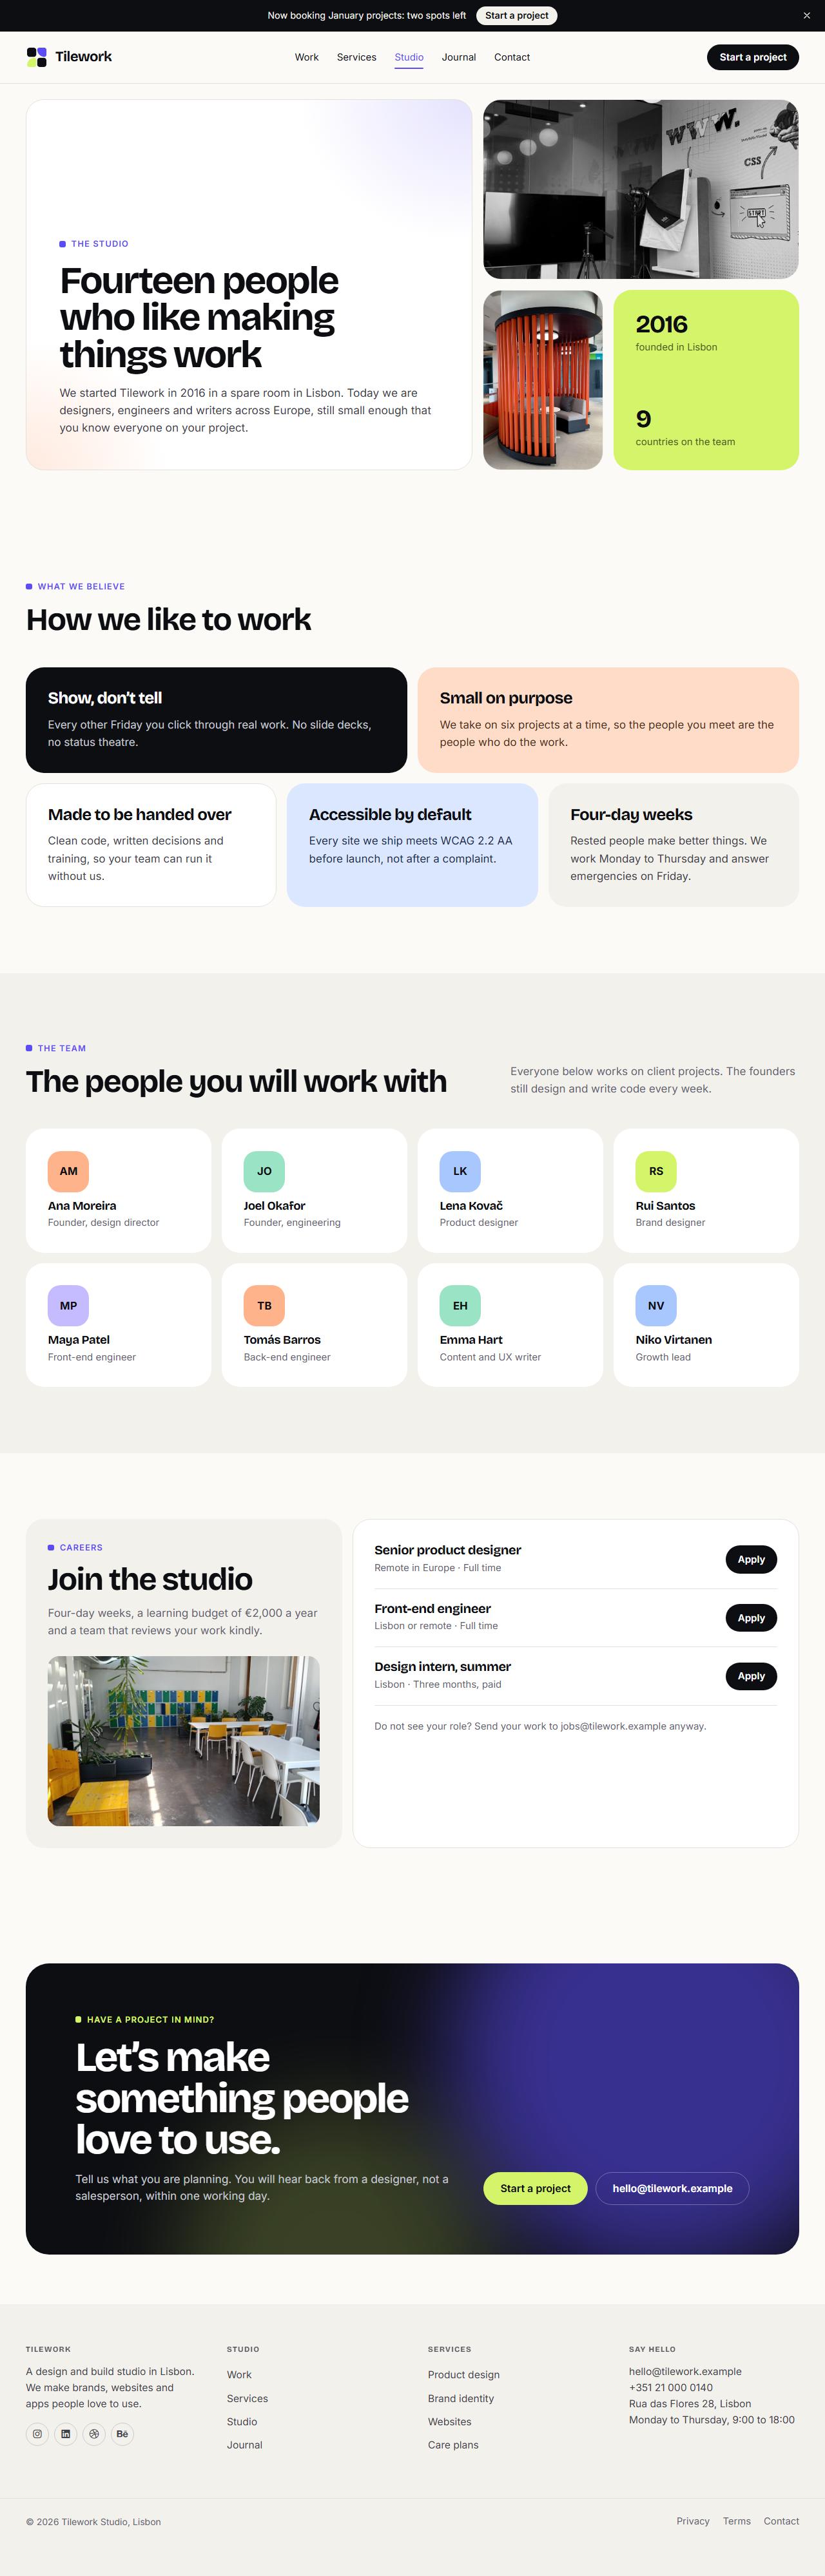 Now booking January projects: two spots left
Start a project
Tilework
Work
Services
Studio
Journal
Contact
Start a project
THE STUDIO
Fourteen people
who like making
things work
We started Tilework in 2016 in a spare room in Lisbon. Today we are
designers, engineers and writers across Europe, still small enough that
you know everyone on your project.
WWW.
CSS
START
2016
founded in Lisbon
9
countries on the team
WHAT WE BELIEVE
How we like to work
Show, don’t tell
Every other Friday you click through real work. No slide decks,
no status theatre.
Small on purpose
We take on six projects at a time, so the people you meet are the
people who do the work.
Made to be handed over
Clean code, written decisions and
training, so your team can run it
without us.
Accessible by default
Every site we ship meets WCAG 2.2 AA
before launch, not after a complaint.
Four-day weeks
Rested people make better things. We
work Monday to Thursday and answer
emergencies on Friday.
THE TEAM
The people you will work with
Everyone below works on client projects. The founders
still design and write code every week.
AM
Ana Moreira
Founder, design director
JO
Joel Okafor
Founder, engineering
LK
Lena Kovač
Product designer
RS
Rui Santos
Brand designer
MP
Maya Patel
Front-end engineer
TB
Tomás Barros
Back-end engineer
EH
Emma Hart
Content and UX writer
NV
Niko Virtanen
Growth lead
CAREERS
Join the studio
Four-day weeks, a learning budget of €2,000 a year
and a team that reviews your work kindly.
Senior product designer
Remote in Europe · Full time
Apply
Front-end engineer
Lisbon or remote · Full time
Apply
Design intern, summer
Lisbon · Three months, paid
Apply
Do not see your role? Send your work to jobs@tilework.example anyway.
HAVE A PROJECT IN MIND?
Let’s make
something people
love to use.
Tell us what you are planning. You will hear back from a designer, not a
salesperson, within one working day.
Start a project
hello@tilework.example
TILEWORK
A design and build studio in Lisbon.
We make brands, websites and
apps people love to use.
Bē
STUDIO
Work
Services
Studio
Journal
SERVICES
Product design
Brand identity
Websites
Care plans
SAY HELLO
hello@tilework.example
+351 21 000 0140
Rua das Flores 28, Lisbon
Monday to Thursday, 9:00 to 18:00
© 2026 Tilework Studio, Lisbon
Privacy
Terms
Contact